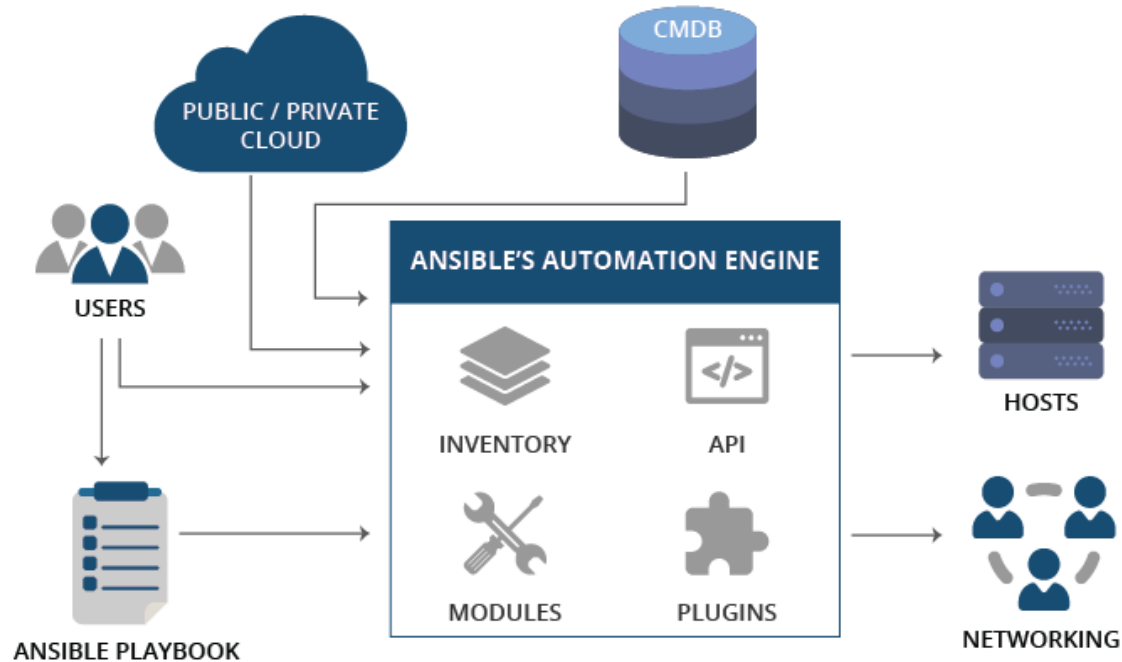 CMDB
PUBLIC / PRIVATE
CLOUD
ANSIBLE'S AUTOMATION ENGINE
USERS
</>
HOSTS
INVENTORY
API
MODULES
PLUGINS
ANSIBLE PLAYBOOK
NETWORKING